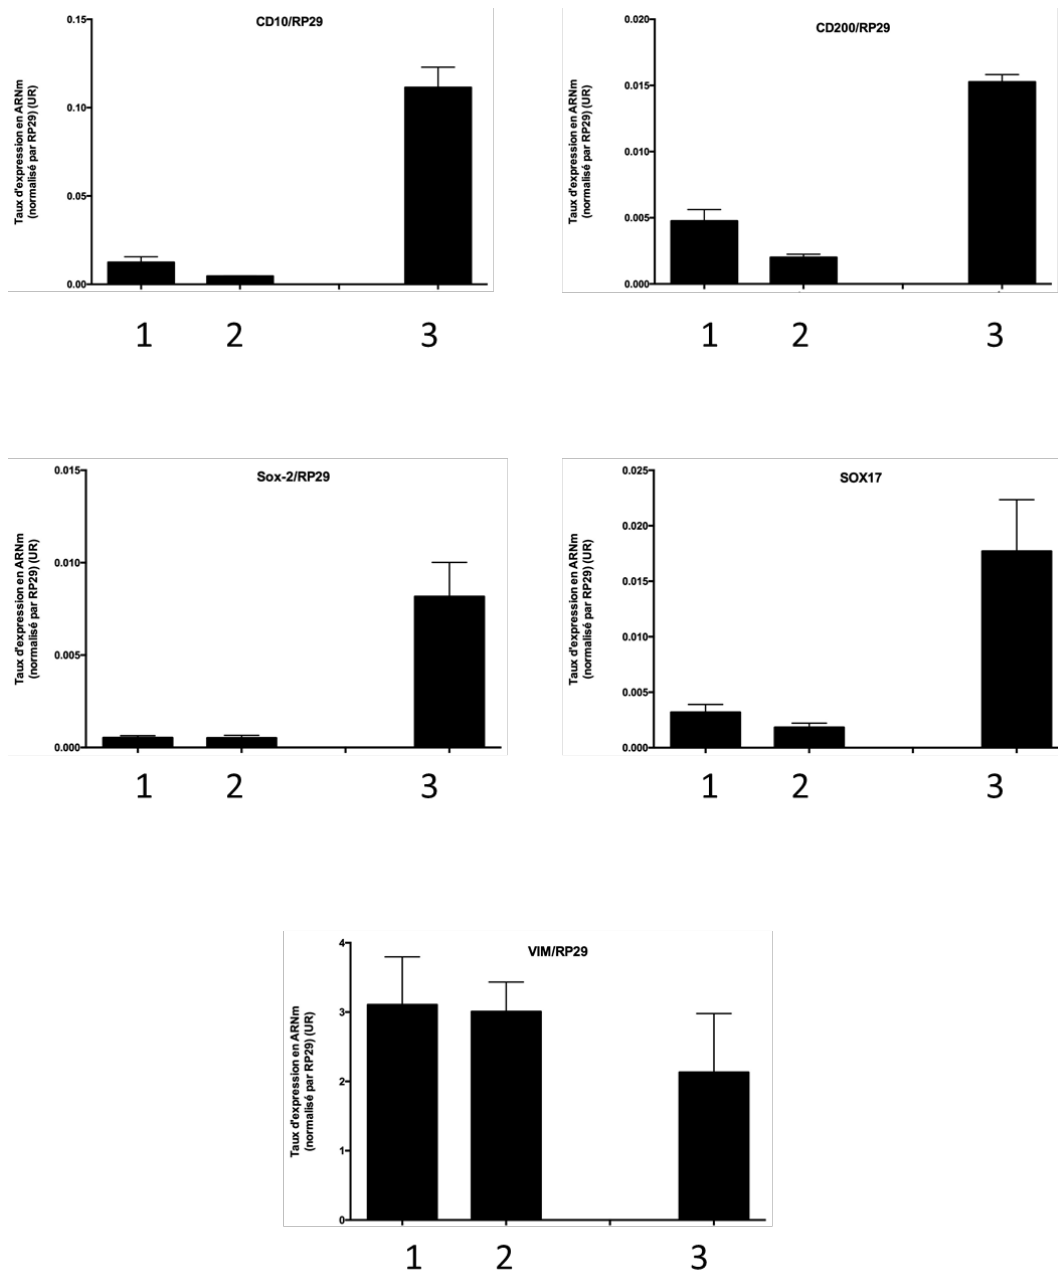 CD10/RP29
Taux d'expression en ARNm
(normalisé par RP29) (UR)
0.15
0.10
0.05
0.00
1 2 3
CD200/RP29
Taux d'expression en ARNm
(normalisé par RP29) (UR)
0.020
0.015
0.010
0.005
0.000
1 2 3
Sox-2/RP29
Taux d'expression en ARNm
(normalisé par RP29) (UR)
0.015
0.010
0.005
0.000
1 2 3
SOX17
Taux d'expression en ARNm
(normalisé par RP29) (UR)
0.025
0.020
0.015
0.010
0.005
0.000
1 2 3
VIM/RP29
Taux d'expression en ARNm
(normalisé par RP29) (UR)
4
3
2
1
0
1 2 3